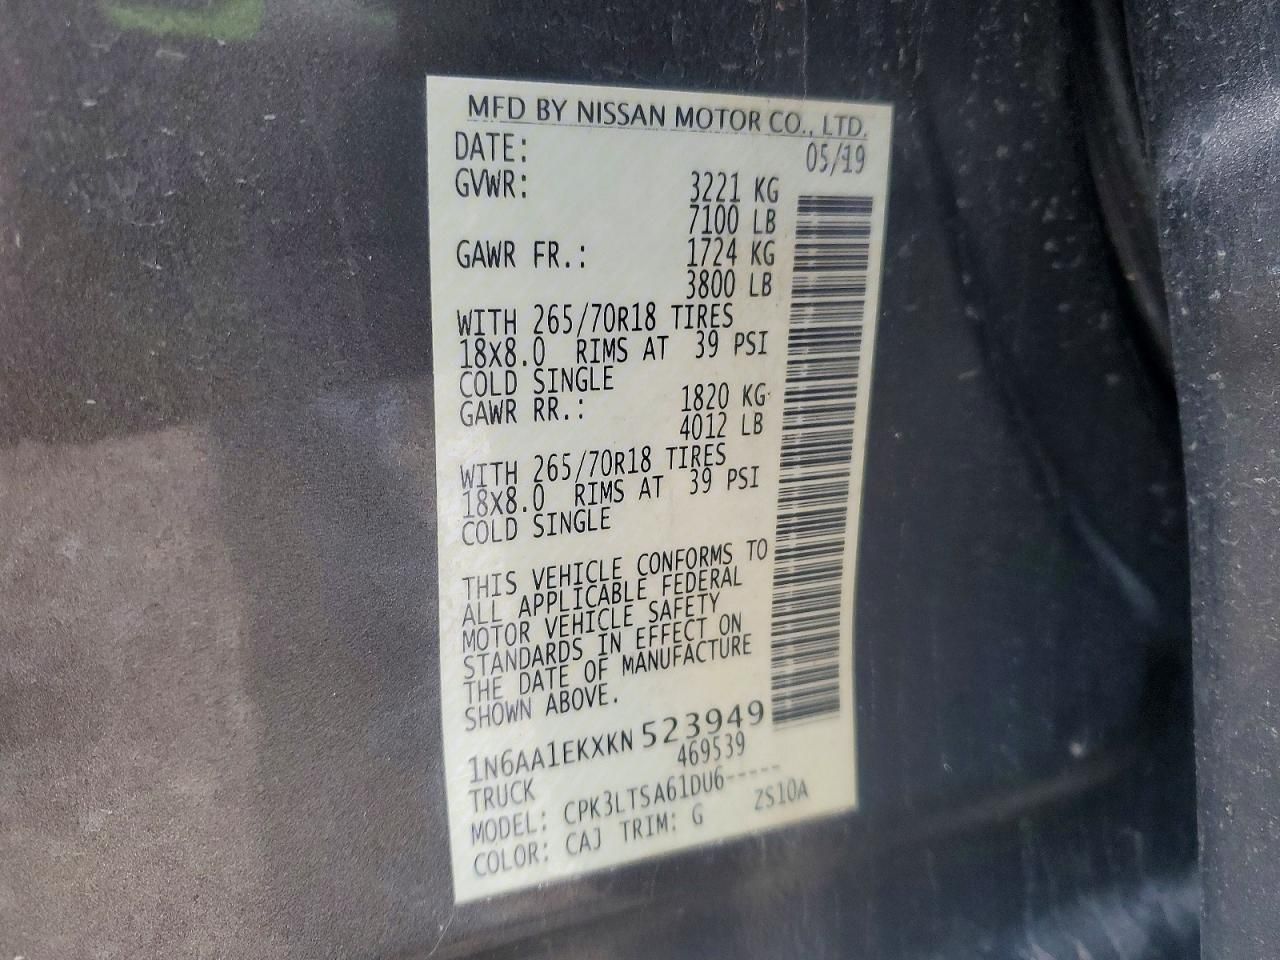 MFD BY NISSAN MOTOR CO., LTD.
DATE: 05/19
GVWR: 3221 KG
7100 LB
GAWR FR.: 1724 KG
3800 LB
WITH 265/70R18 TIRES
18X8.0 RIMS AT 39 PSI
COLD SINGLE
GAWR RR.: 1820 KG
4012 LB
WITH 265/70R18 TIRES
18X8.0 RIMS AT 39 PSI
COLD SINGLE
THIS VEHICLE CONFORMS TO
ALL APPLICABLE FEDERAL
MOTOR VEHICLE SAFETY
STANDARDS IN EFFECT ON
THE DATE OF MANUFACTURE
SHOWN ABOVE.
1N6AA1EKXKN523949
TRUCK 469539
MODEL: CPK3LTSA61DU6-----
COLOR: CAJ TRIM: G ZS10A